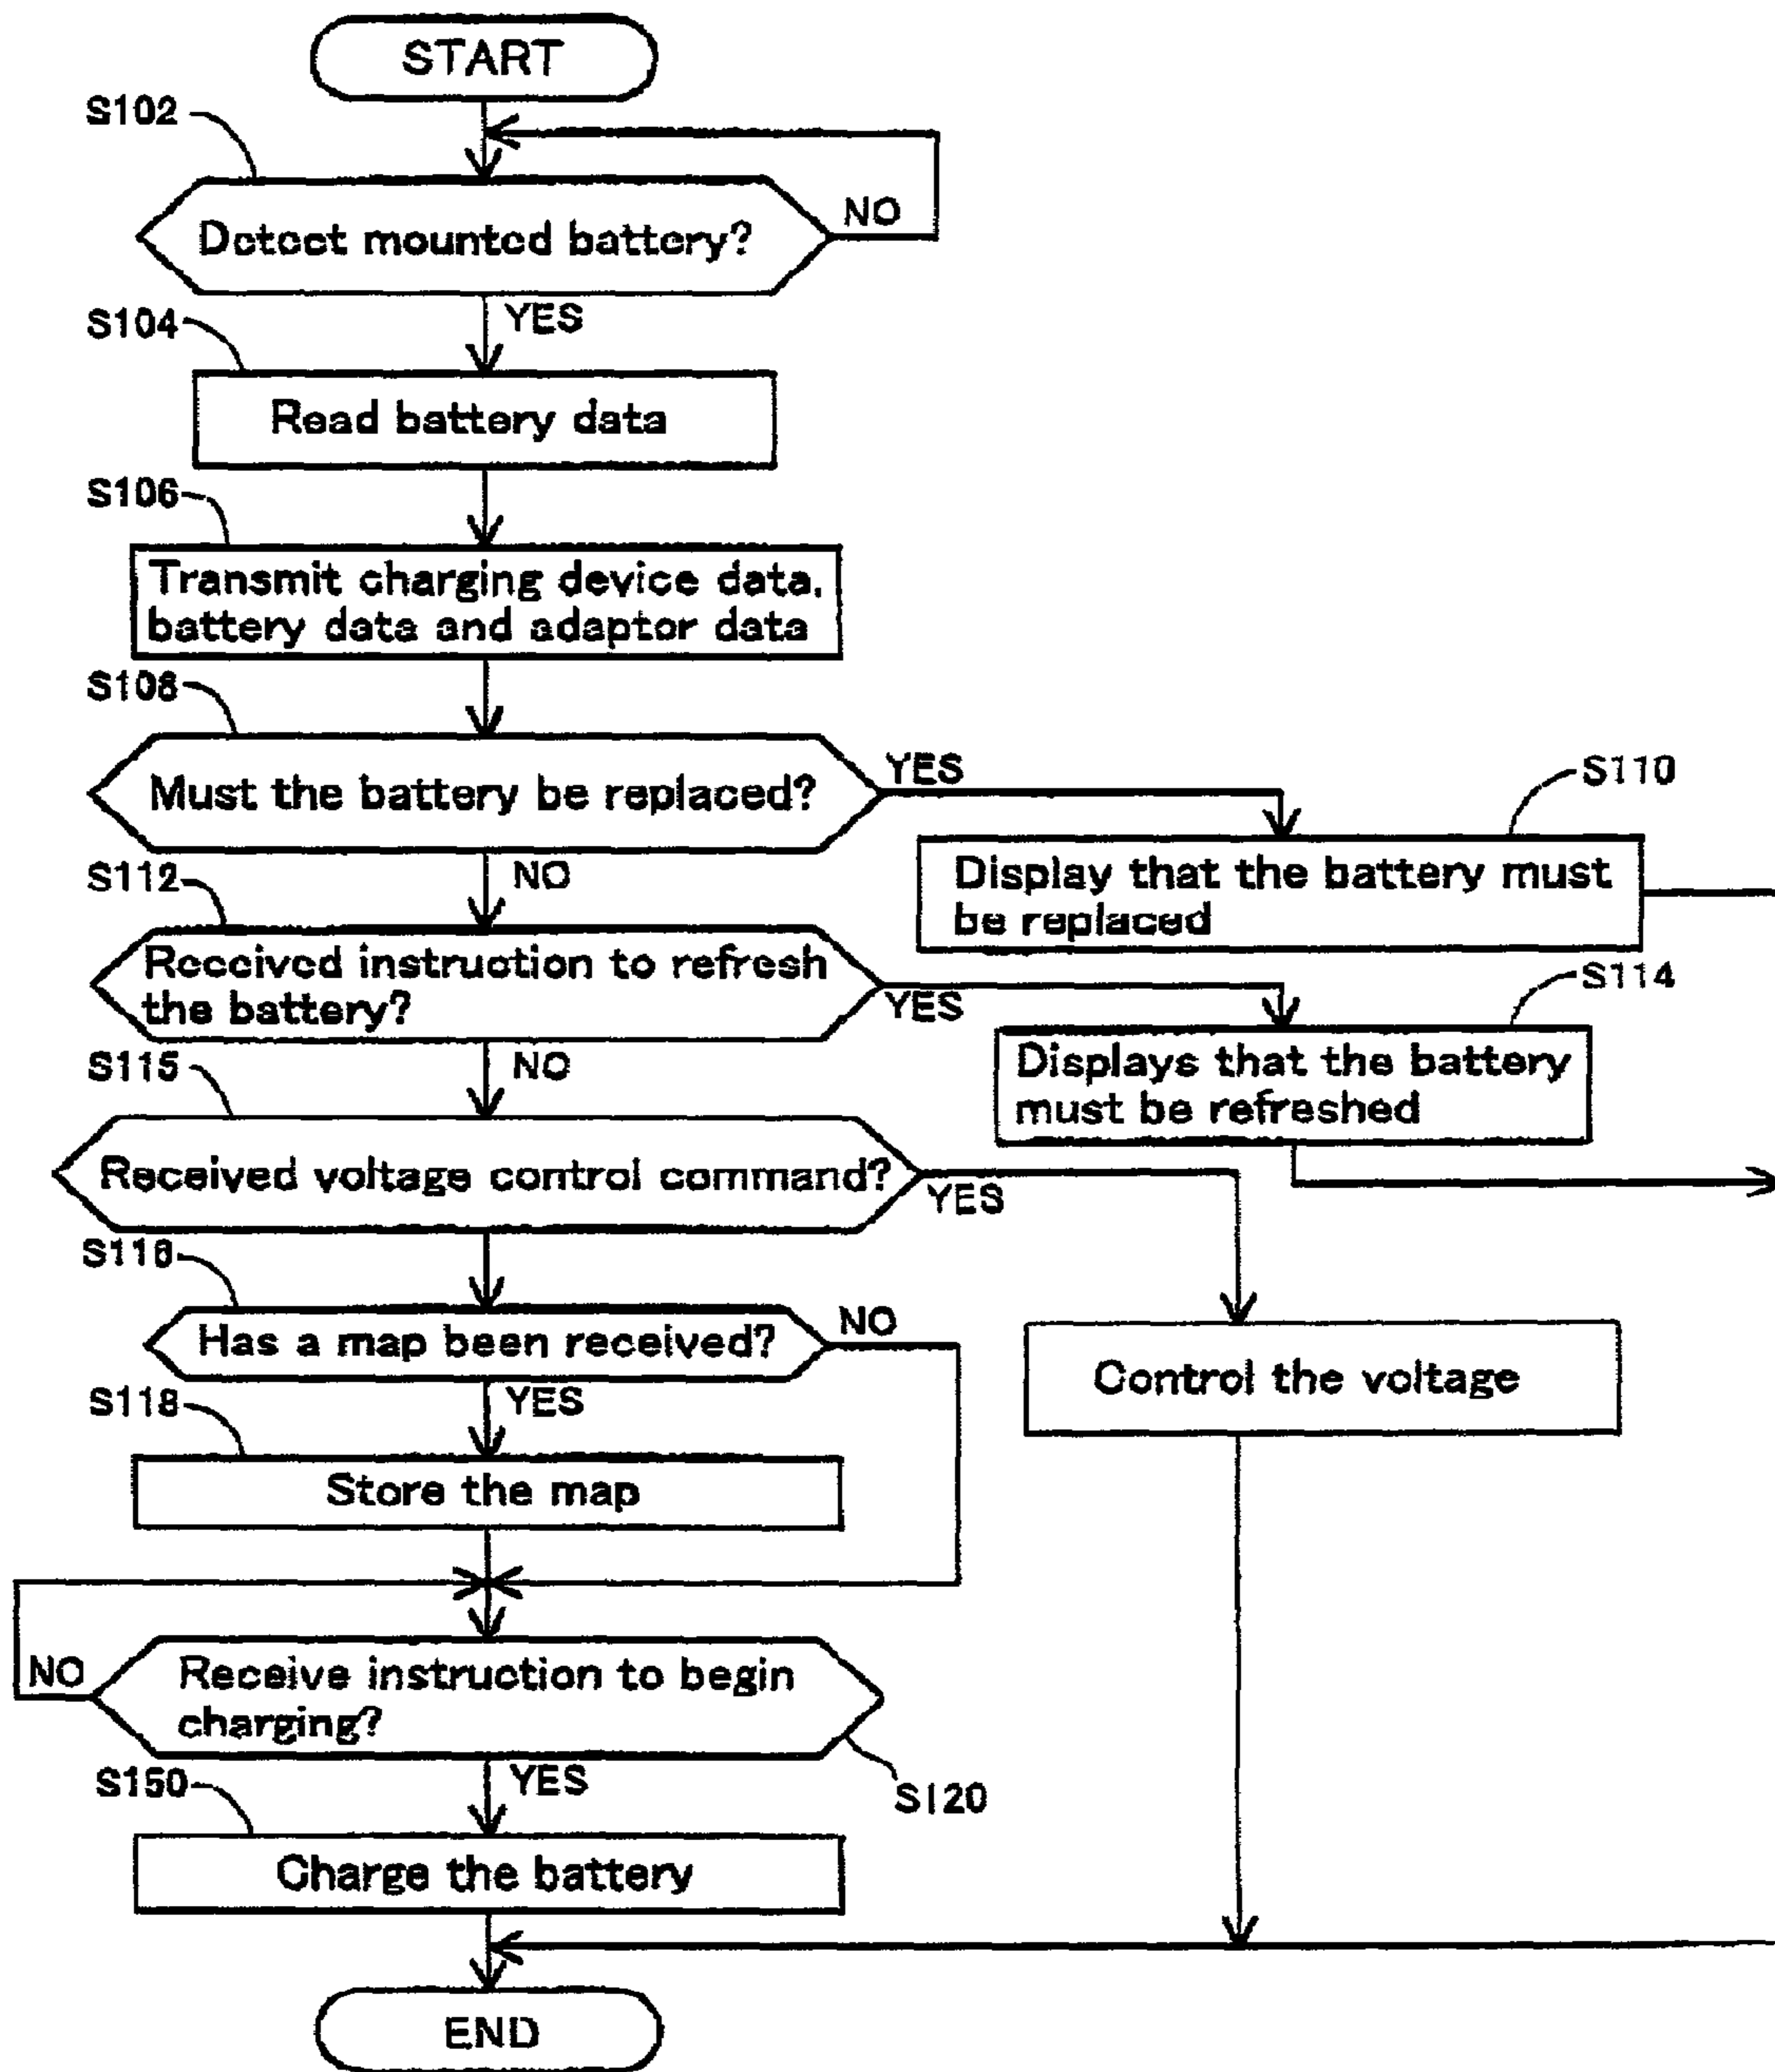 START
S102
NO
Detect mounted battery?
YES
S104
Read battery data
S106
Transmit charging device data,
battery data and adaptor data
S108
Must the battery be replaced?
YES
S110
NO
Display that the battery must
be replaced
S112
Received instruction to refresh
the battery?
YES
S114
NO
Displays that the battery
must be refreshed
S115
Received voltage control command?
YES
S116
Has a map been received?
NO
Control the voltage
YES
S118
Store the map
NO
Receive instruction to begin
charging?
S120
YES
S150
Charge the battery
END